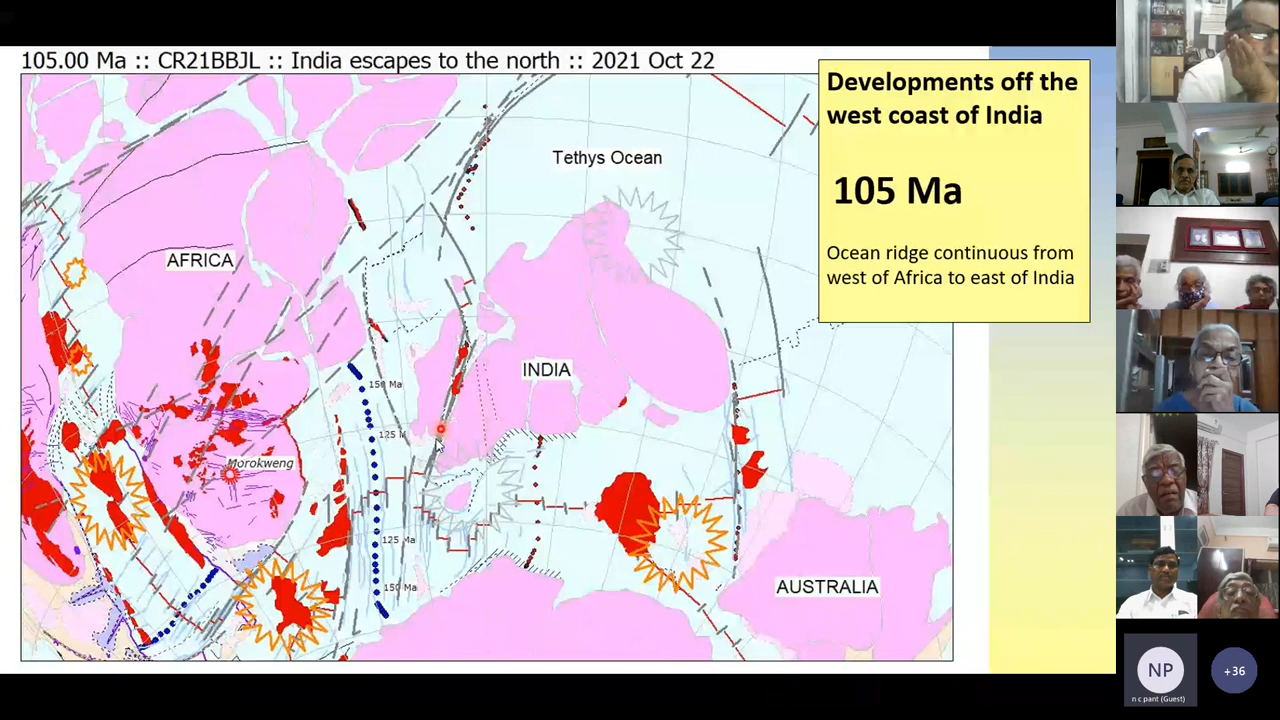 105.00 Ma :: CR21BBJL :: India escapes to the north :: 2021 Oct 22
Developments off the
west coast of India
105 Ma
Ocean ridge continuous from
west of Africa to east of India
Tethys Ocean
AFRICA
INDIA
150 Ma
125 M
Morokweng
125 Ma
150 Ma
AUSTRALIA
NP
n c pant (Guest)
+36